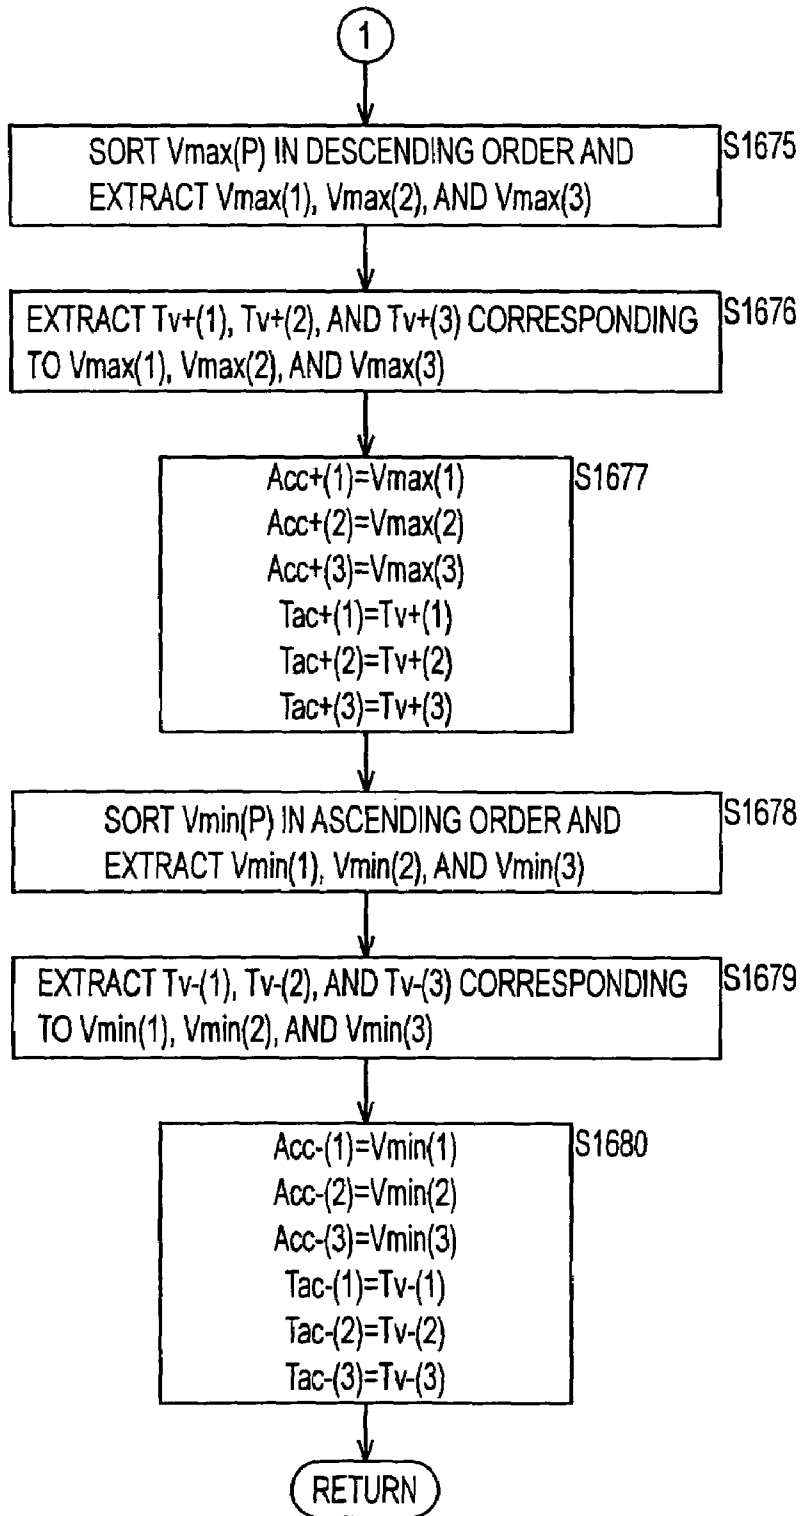 1
SORT Vmax(P) IN DESCENDING ORDER AND
EXTRACT Vmax(1), Vmax(2), AND Vmax(3)
S1675
EXTRACT Tv+(1), Tv+(2), AND Tv+(3) CORRESPONDING
TO Vmax(1), Vmax(2), AND Vmax(3)
S1676
Acc+(1)=Vmax(1)
Acc+(2)=Vmax(2)
Acc+(3)=Vmax(3)
Tac+(1)=Tv+(1)
Tac+(2)=Tv+(2)
Tac+(3)=Tv+(3)
S1677
SORT Vmin(P) IN ASCENDING ORDER AND
EXTRACT Vmin(1), Vmin(2), AND Vmin(3)
S1678
EXTRACT Tv-(1), Tv-(2), AND Tv-(3) CORRESPONDING
TO Vmin(1), Vmin(2), AND Vmin(3)
S1679
Acc-(1)=Vmin(1)
Acc-(2)=Vmin(2)
Acc-(3)=Vmin(3)
Tac-(1)=Tv-(1)
Tac-(2)=Tv-(2)
Tac-(3)=Tv-(3)
S1680
RETURN